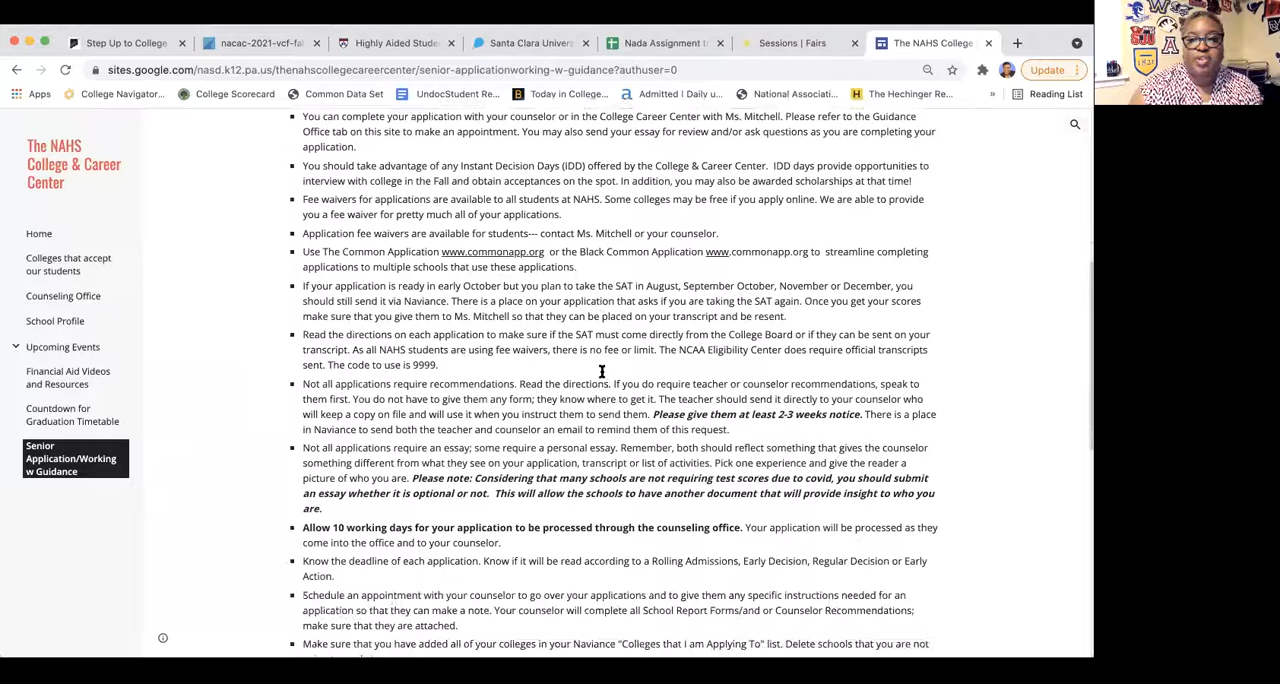 Step Up to College
nacac-2021-vcf-fal
Highly Aided Stude
Santa Clara Univers
Nada Assignment t
Sessions | Fairs
The NAHS College
sites.google.com/nasd.k12.pa.us/thenahscollegecareercenter/senior-applicationworking-w-guidance?authuser=0
Update
Apps
College Navigator...
College Scorecard
Common Data Set
UndocStudent Re...
Today in College...
Admitted | Daily u...
National Associati...
The Hechinger Re...
»
Reading List
The NAHS
College & Career
Center
Home
Colleges that accept
our students
Counseling Office
School Profile
Upcoming Events
Financial Aid Videos
and Resources
Countdown for
Graduation Timetable
Senior
Application/Working
w Guidance
You can complete your application with your counselor or in the College Career Center with Ms. Mitchell. Please refer to the Guidance
Office tab on this site to make an appointment. You may also send your essay for review and/or ask questions as you are completing your
application.
You should take advantage of any Instant Decision Days (IDD) offered by the College & Career Center. IDD days provide opportunities to
interview with college in the Fall and obtain acceptances on the spot. In addition, you may also be awarded scholarships at that time!
Fee waivers for applications are available to all students at NAHS. Some colleges may be free if you apply online. We are able to provide
you a fee waiver for pretty much all of your applications.
Application fee waivers are available for students--- contact Ms. Mitchell or your counselor.
Use The Common Application www.commonapp.org or the Black Common Application www.commonapp.org to streamline completing
applications to multiple schools that use these applications.
If your application is ready in early October but you plan to take the SAT in August, September October, November or December, you
should still send it via Naviance. There is a place on your application that asks if you are taking the SAT again. Once you get your scores
make sure that you give them to Ms. Mitchell so that they can be placed on your transcript and be resent.
Read the directions on each application to make sure if the SAT must come directly from the College Board or if they can be sent on your
transcript. As all NAHS students are using fee waivers, there is no fee or limit. The NCAA Eligibility Center does require official transcripts
sent. The code to use is 9999.
Not all applications require recommendations. Read the directions. If you do require teacher or counselor recommendations, speak to
them first. You do not have to give them any form; they know where to get it. The teacher should send it directly to your counselor who
will keep a copy on file and will use it when you instruct them to send them. Please give them at least 2-3 weeks notice. There is a place
in Naviance to send both the teacher and counselor an email to remind them of this request.
Not all applications require an essay; some require a personal essay. Remember, both should reflect something that gives the counselor
something different from what they see on your application, transcript or list of activities. Pick one experience and give the reader a
picture of who you are. Please note: Considering that many schools are not requiring test scores due to covid, you should submit
an essay whether it is optional or not. This will allow the schools to have another document that will provide insight to who you
are.
Allow 10 working days for your application to be processed through the counseling office. Your application will be processed as they
come into the office and to your counselor.
Know the deadline of each application. Know if it will be read according to a Rolling Admissions, Early Decision, Regular Decision or Early
Action.
Schedule an appointment with your counselor to go over your applications and to give them any specific instructions needed for an
application so that they can make a note. Your counselor will complete all School Report Forms/and or Counselor Recommendations;
make sure that they are attached.
Make sure that you have added all of your colleges in your Naviance "Colleges that I am Applying To" list. Delete schools that you are not